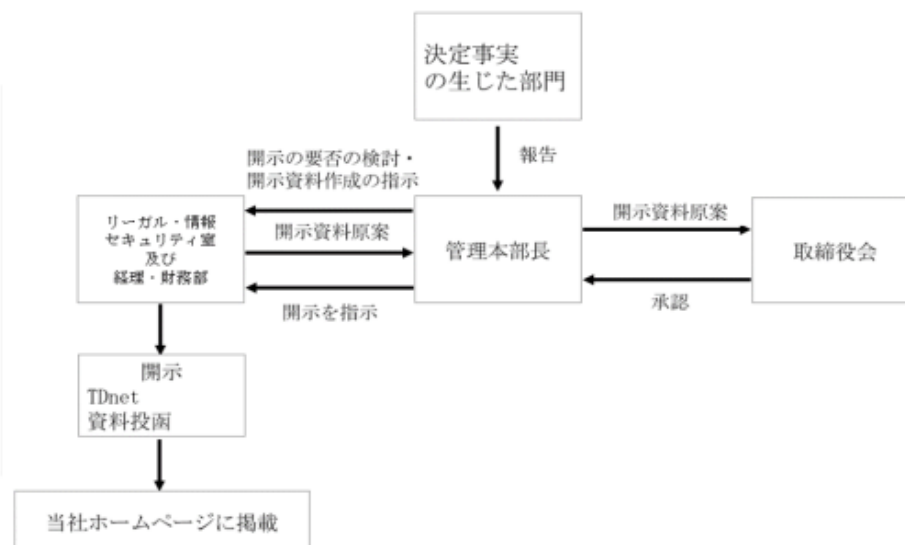 決定事実
の生じた部門
報告
開示の要否の検討・
開示資料作成の指示
リーガル・情報
セキュリティ室
及び
経理・財務部
開示資料原案
開示を指示
管理本部長
開示資料原案
承認
取締役会
開示
TDnet
資料投函
当社ホームページに掲載